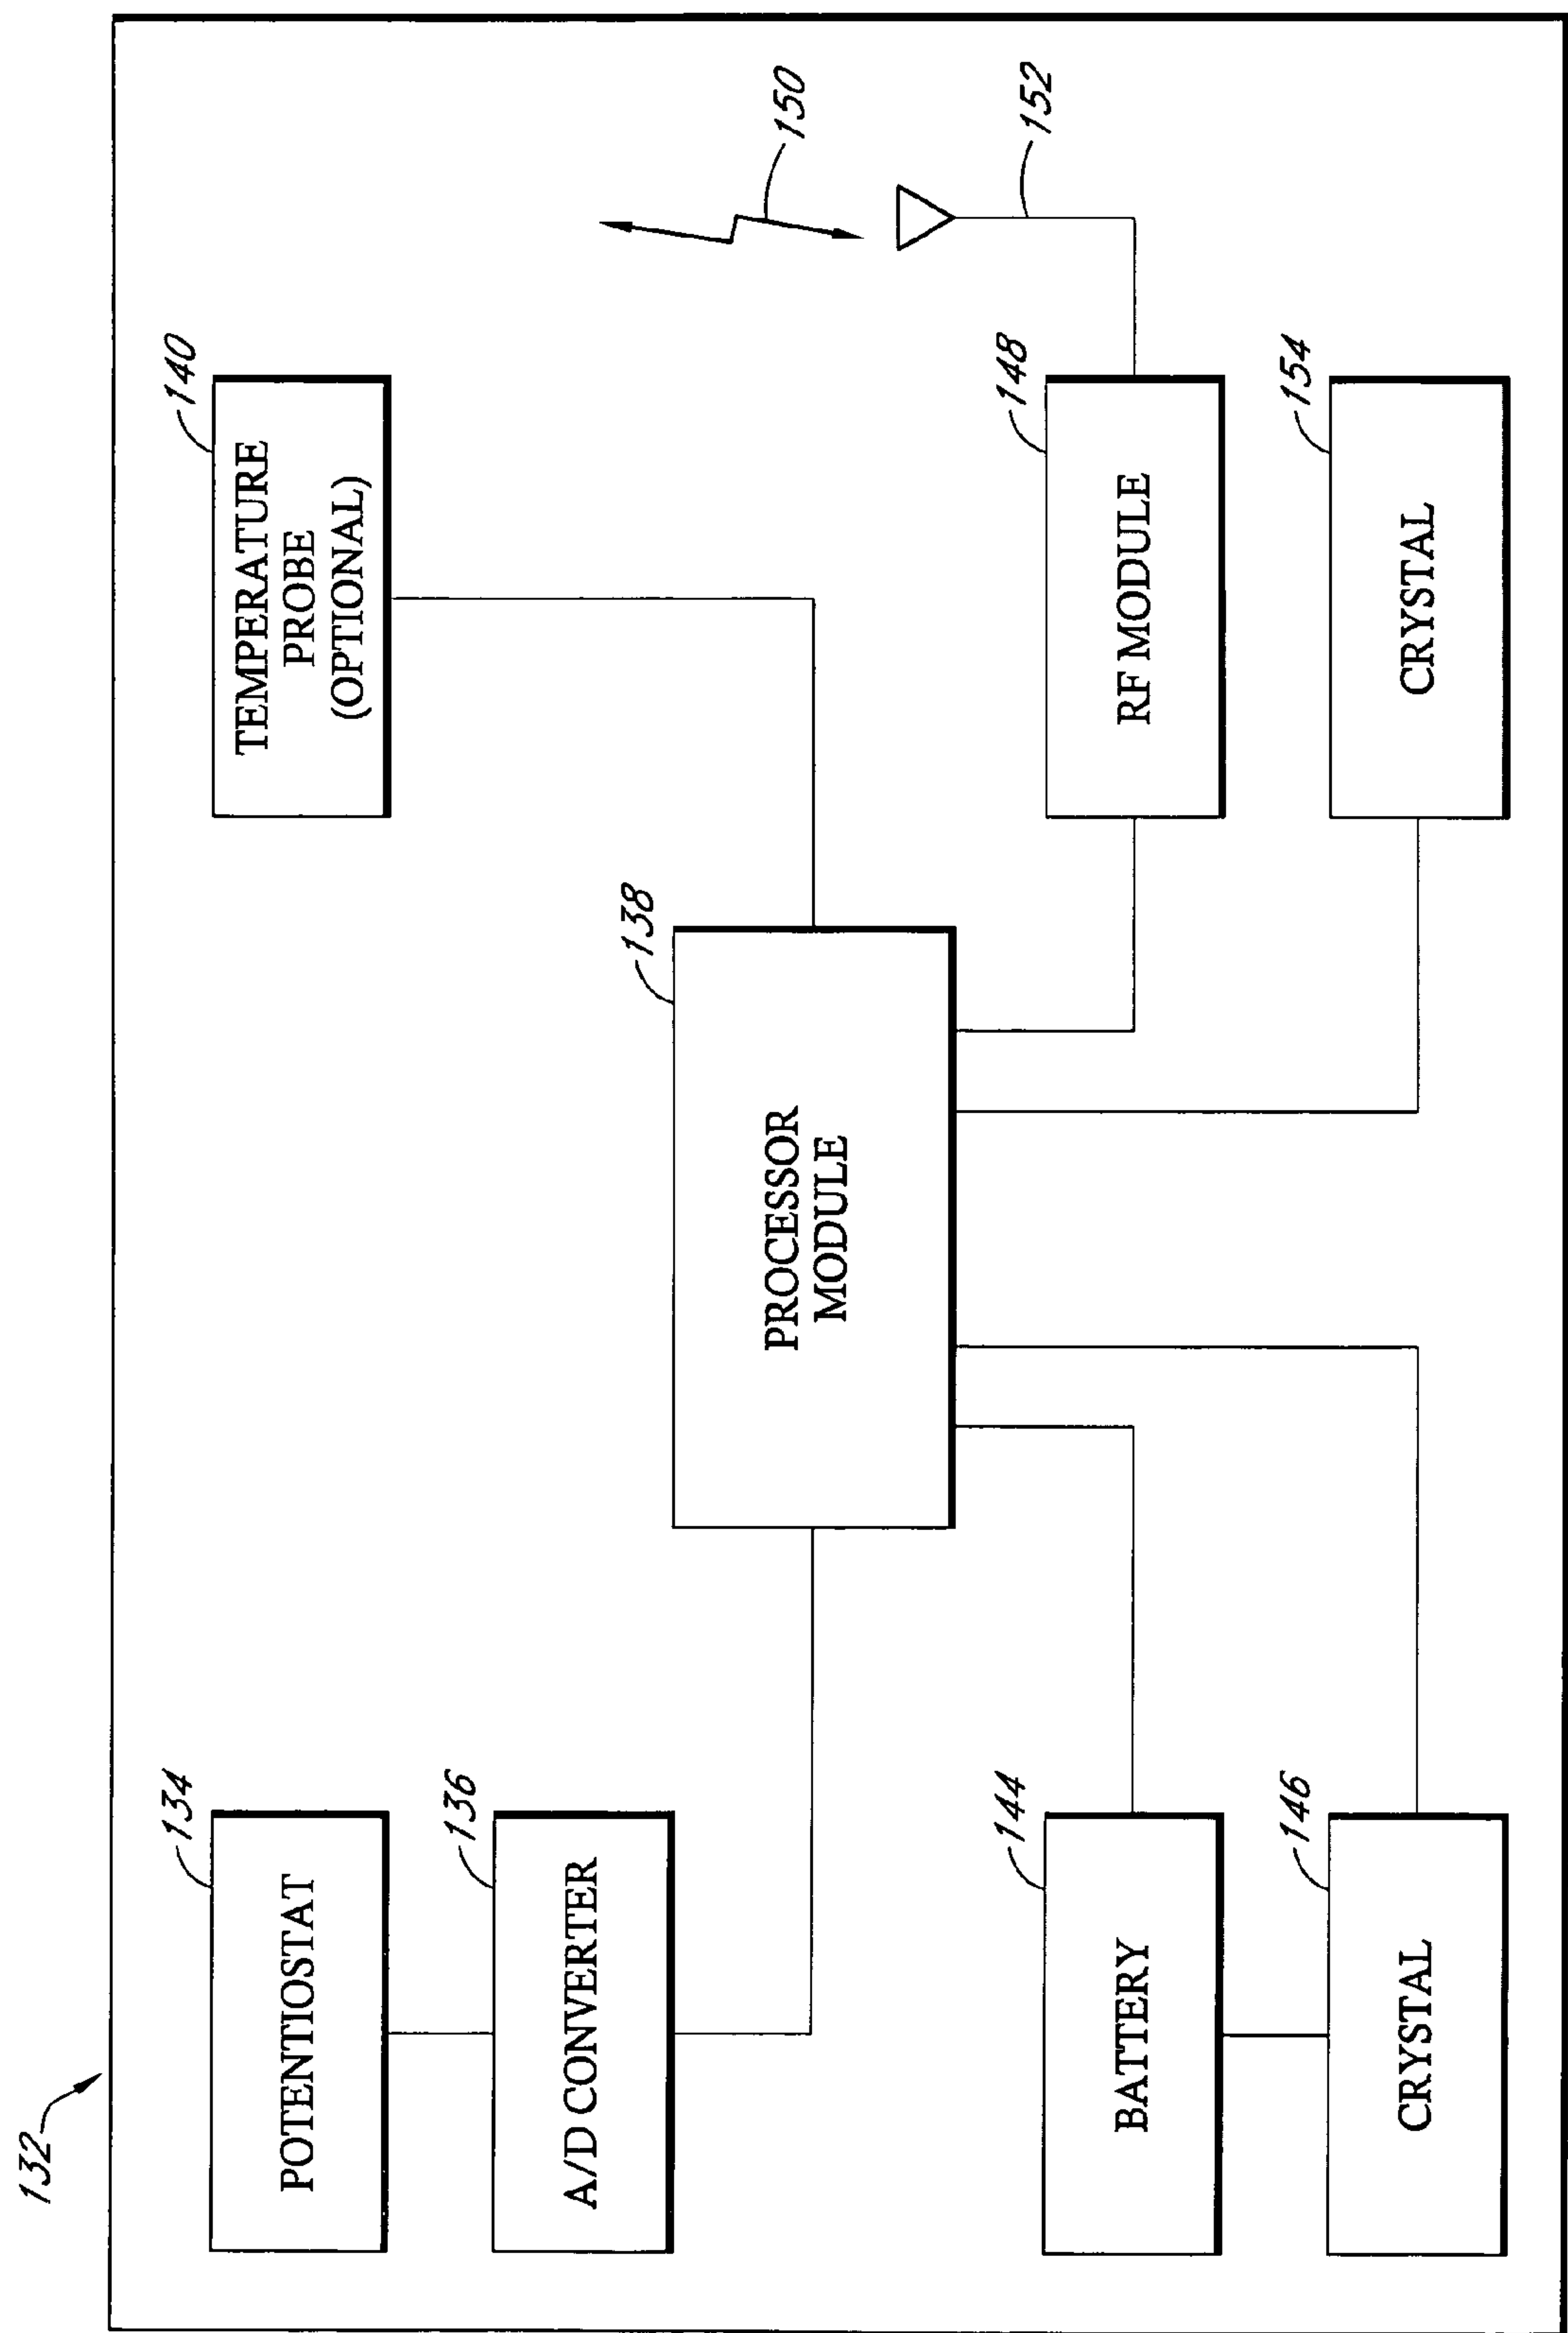 132
134
POTENTIOSTAT
136
A/D CONVERTER
138
PROCESSOR
MODULE
140
TEMPERATURE
PROBE
(OPTIONAL)
150
152
144
BATTERY
146
CRYSTAL
148
RF MODULE
154
CRYSTAL